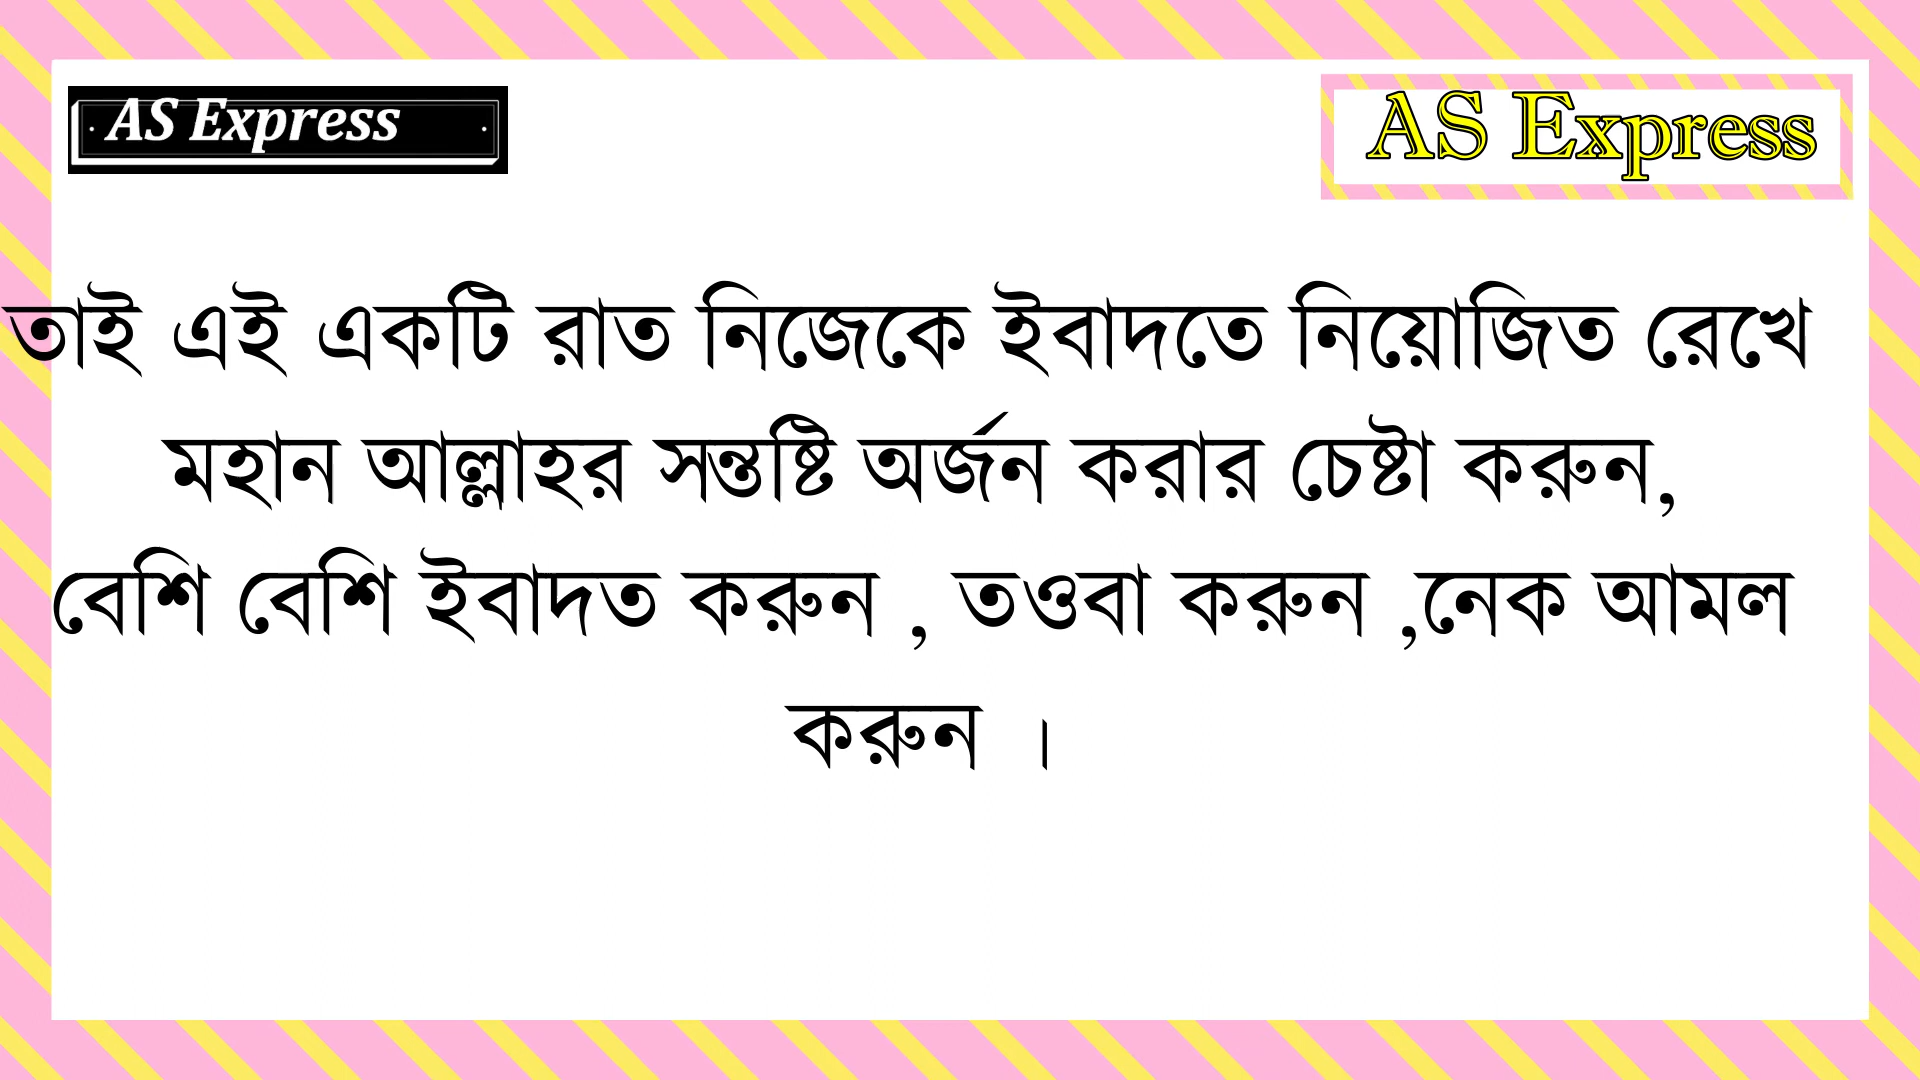 AS Express
AS Express
তাই এই একটি রাত নিজেকে ইবাদতে নিয়োজিত রেখে
মহান আল্লাহর সন্তষ্টি অর্জন করার চেষ্টা করুন,
বেশি বেশি ইবাদত করুন , তওবা করুন ,নেক আমল
করুন ।